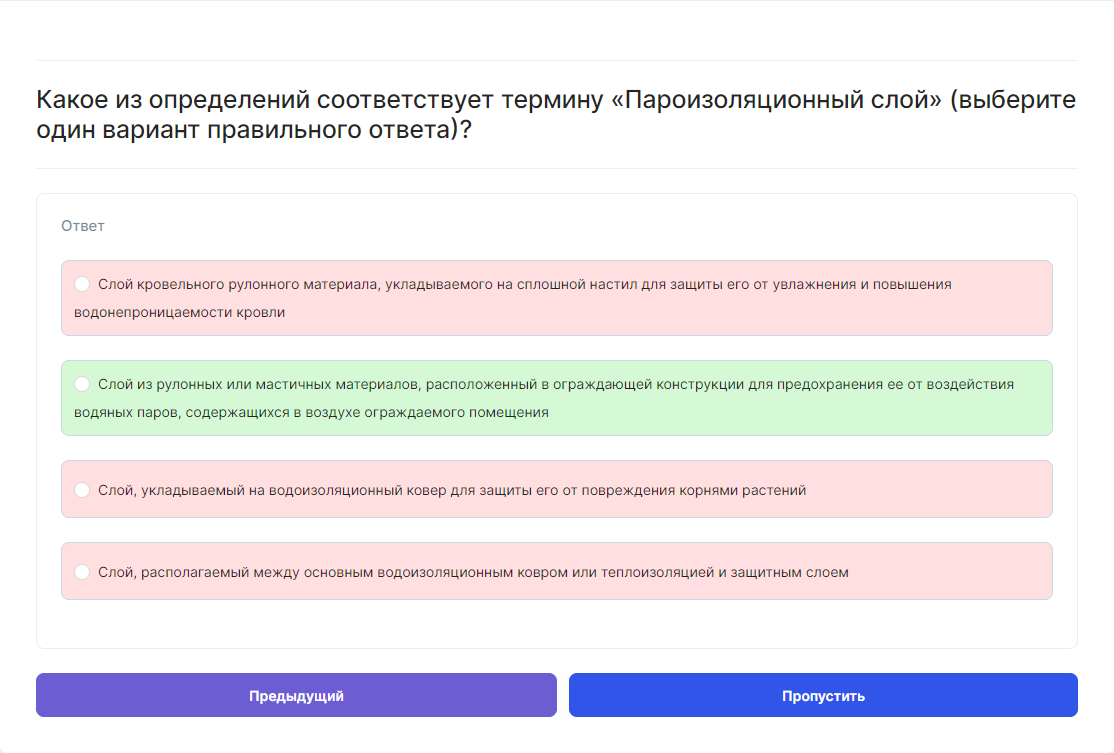 Какое из определений соответствует термину «Пароизоляционный слой» (выберите
один вариант правильного ответа)?
Ответ
Слой кровельного рулонного материала, укладываемого на сплошной настил для защиты его от увлажнения и повышения
водонепроницаемости кровли
Слой из рулонных или мастичных материалов, расположенный в ограждающей конструкции для предохранения ее от воздействия
водяных паров, содержащихся в воздухе ограждаемого помещения
Слой, укладываемый на водоизоляционный ковер для защиты его от повреждения корнями растений
Слой, располагаемый между основным водоизоляционным ковром или теплоизоляцией и защитным слоем
Предыдущий
Пропустить